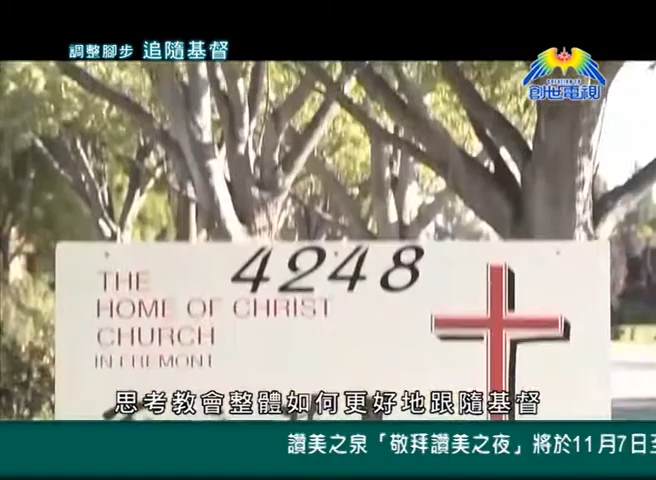 調整腳步 追隨基督
創世電視
4248
THE
HOME OF CHRIST
CHURCH
IN FREMONT
思考教會整體如何更好地跟隨基督
讚美之泉「敬拜讚美之夜」將於11月7日至